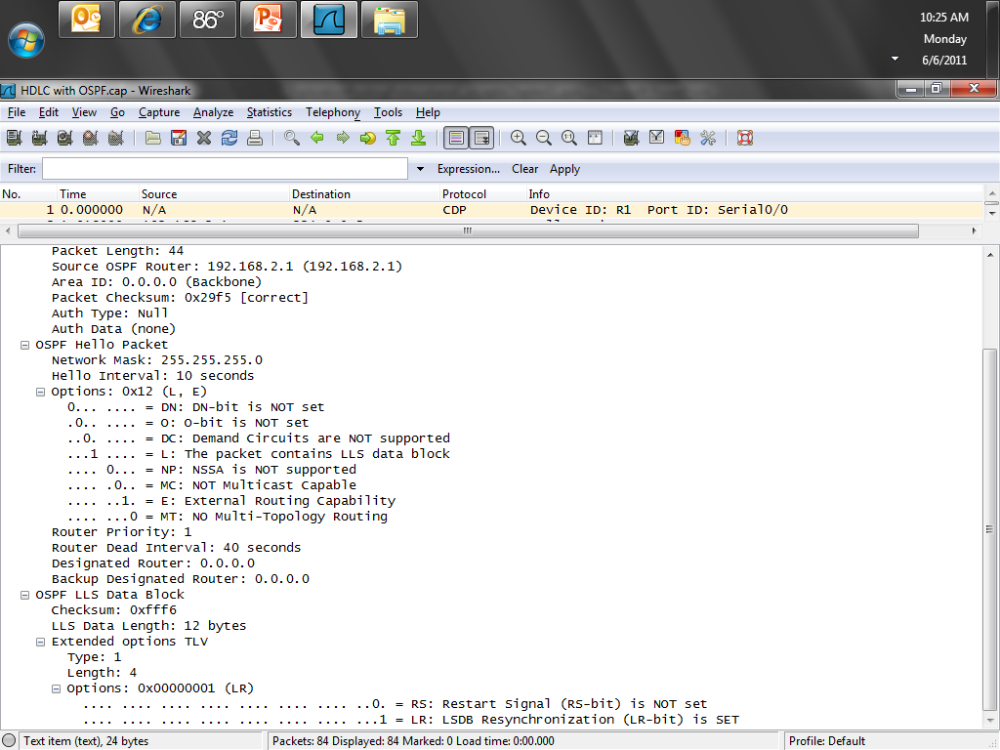 86°
10:25 AM
Monday
6/6/2011
HDLC with OSPF.cap - Wireshark
File Edit View Go Capture Analyze Statistics Telephony Tools Help
Filter: Expression... Clear Apply
No. Time Source Destination Protocol Info
1 0.000000 N/A N/A CDP Device ID: R1 Port ID: Serial0/0
Packet Length: 44
Source OSPF Router: 192.168.2.1 (192.168.2.1)
Area ID: 0.0.0.0 (Backbone)
Packet Checksum: 0x29f5 [correct]
Auth Type: Null
Auth Data (none)
OSPF Hello Packet
Network Mask: 255.255.255.0
Hello Interval: 10 seconds
Options: 0x12 (L, E)
0... .... = DN: DN-bit is NOT set
.0.. .... = O: O-bit is NOT set
..0. .... = DC: Demand Circuits are NOT supported
...1 .... = L: The packet contains LLS data block
.... 0... = NP: NSSA is NOT supported
.... .0.. = MC: NOT Multicast Capable
.... ..1. = E: External Routing Capability
.... ...0 = MT: NO Multi-Topology Routing
Router Priority: 1
Router Dead Interval: 40 seconds
Designated Router: 0.0.0.0
Backup Designated Router: 0.0.0.0
OSPF LLS Data Block
Checksum: 0xfff6
LLS Data Length: 12 bytes
Extended options TLV
Type: 1
Length: 4
Options: 0x00000001 (LR)
.... .... .... .... .... .... .... ..0. = RS: Restart Signal (RS-bit) is NOT set
.... .... .... .... .... .... .... ...1 = LR: LSDB Resynchronization (LR-bit) is SET
Text item (text), 24 bytes Packets: 84 Displayed: 84 Marked: 0 Load time: 0:00.000 Profile: Default